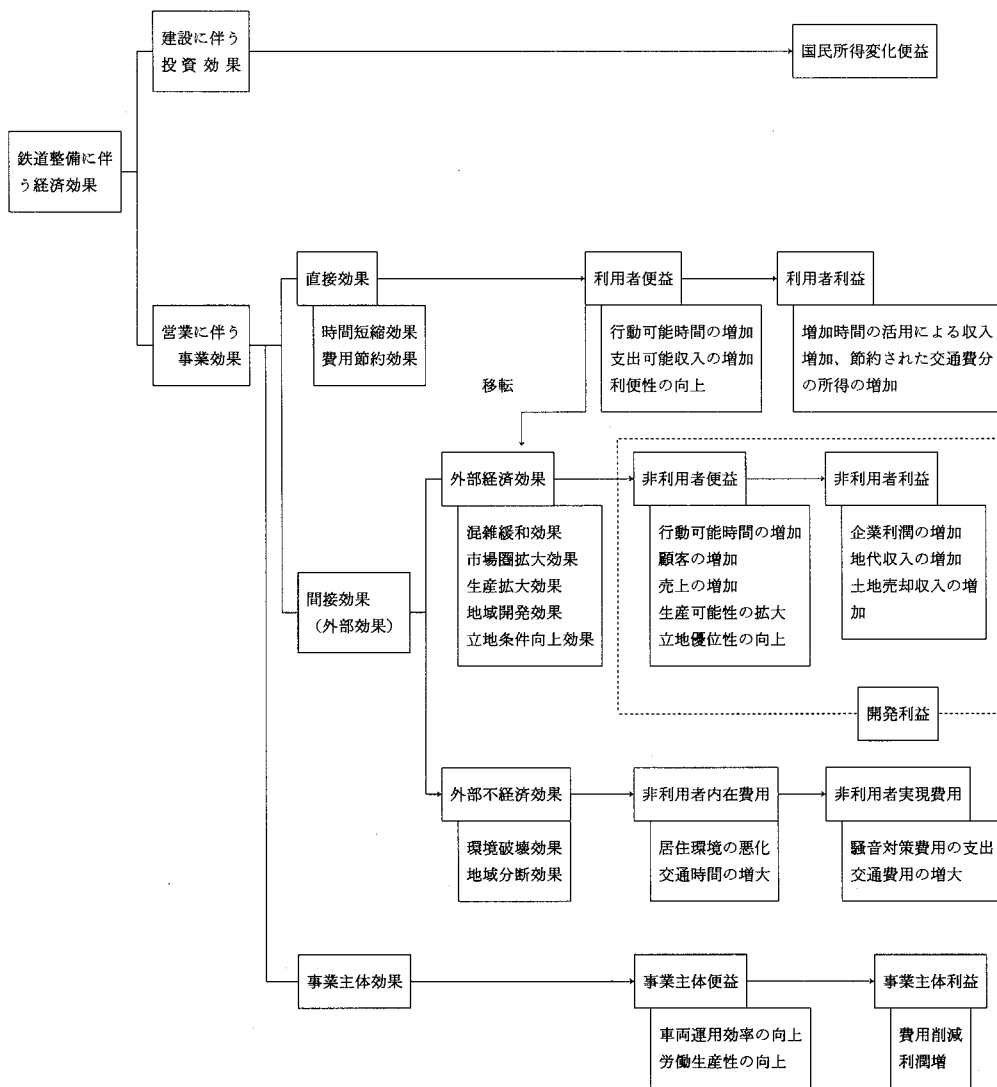 建設に伴う
投資効果
国民所得変化便益
鉄道整備に伴
う経済効果
営業に伴う
事業効果
直接効果
時間短縮効果
費用節約効果
利用者便益
行動可能時間の増加
支出可能収入の増加
利便性の向上
利用者利益
増加時間の活用による収入
増加、節約された交通費分
の所得の増加
移転
間接効果
（外部効果）
外部経済効果
混雑緩和効果
市場圏拡大効果
生産拡大効果
地域開発効果
立地条件向上効果
非利用者便益
行動可能時間の増加
顧客の増加
売上の増加
生産可能性の拡大
立地優位性の向上
非利用者利益
企業利潤の増加
地代収入の増加
土地売却収入の増
加
開発利益
外部不経済効果
環境破壊効果
地域分断効果
非利用者内在費用
居住環境の悪化
交通時間の増大
非利用者実現費用
騒音対策費用の支出
交通費用の増大
事業主体効果
事業主体便益
車両運用効率の向上
労働生産性の向上
事業主体利益
費用削減
利潤増